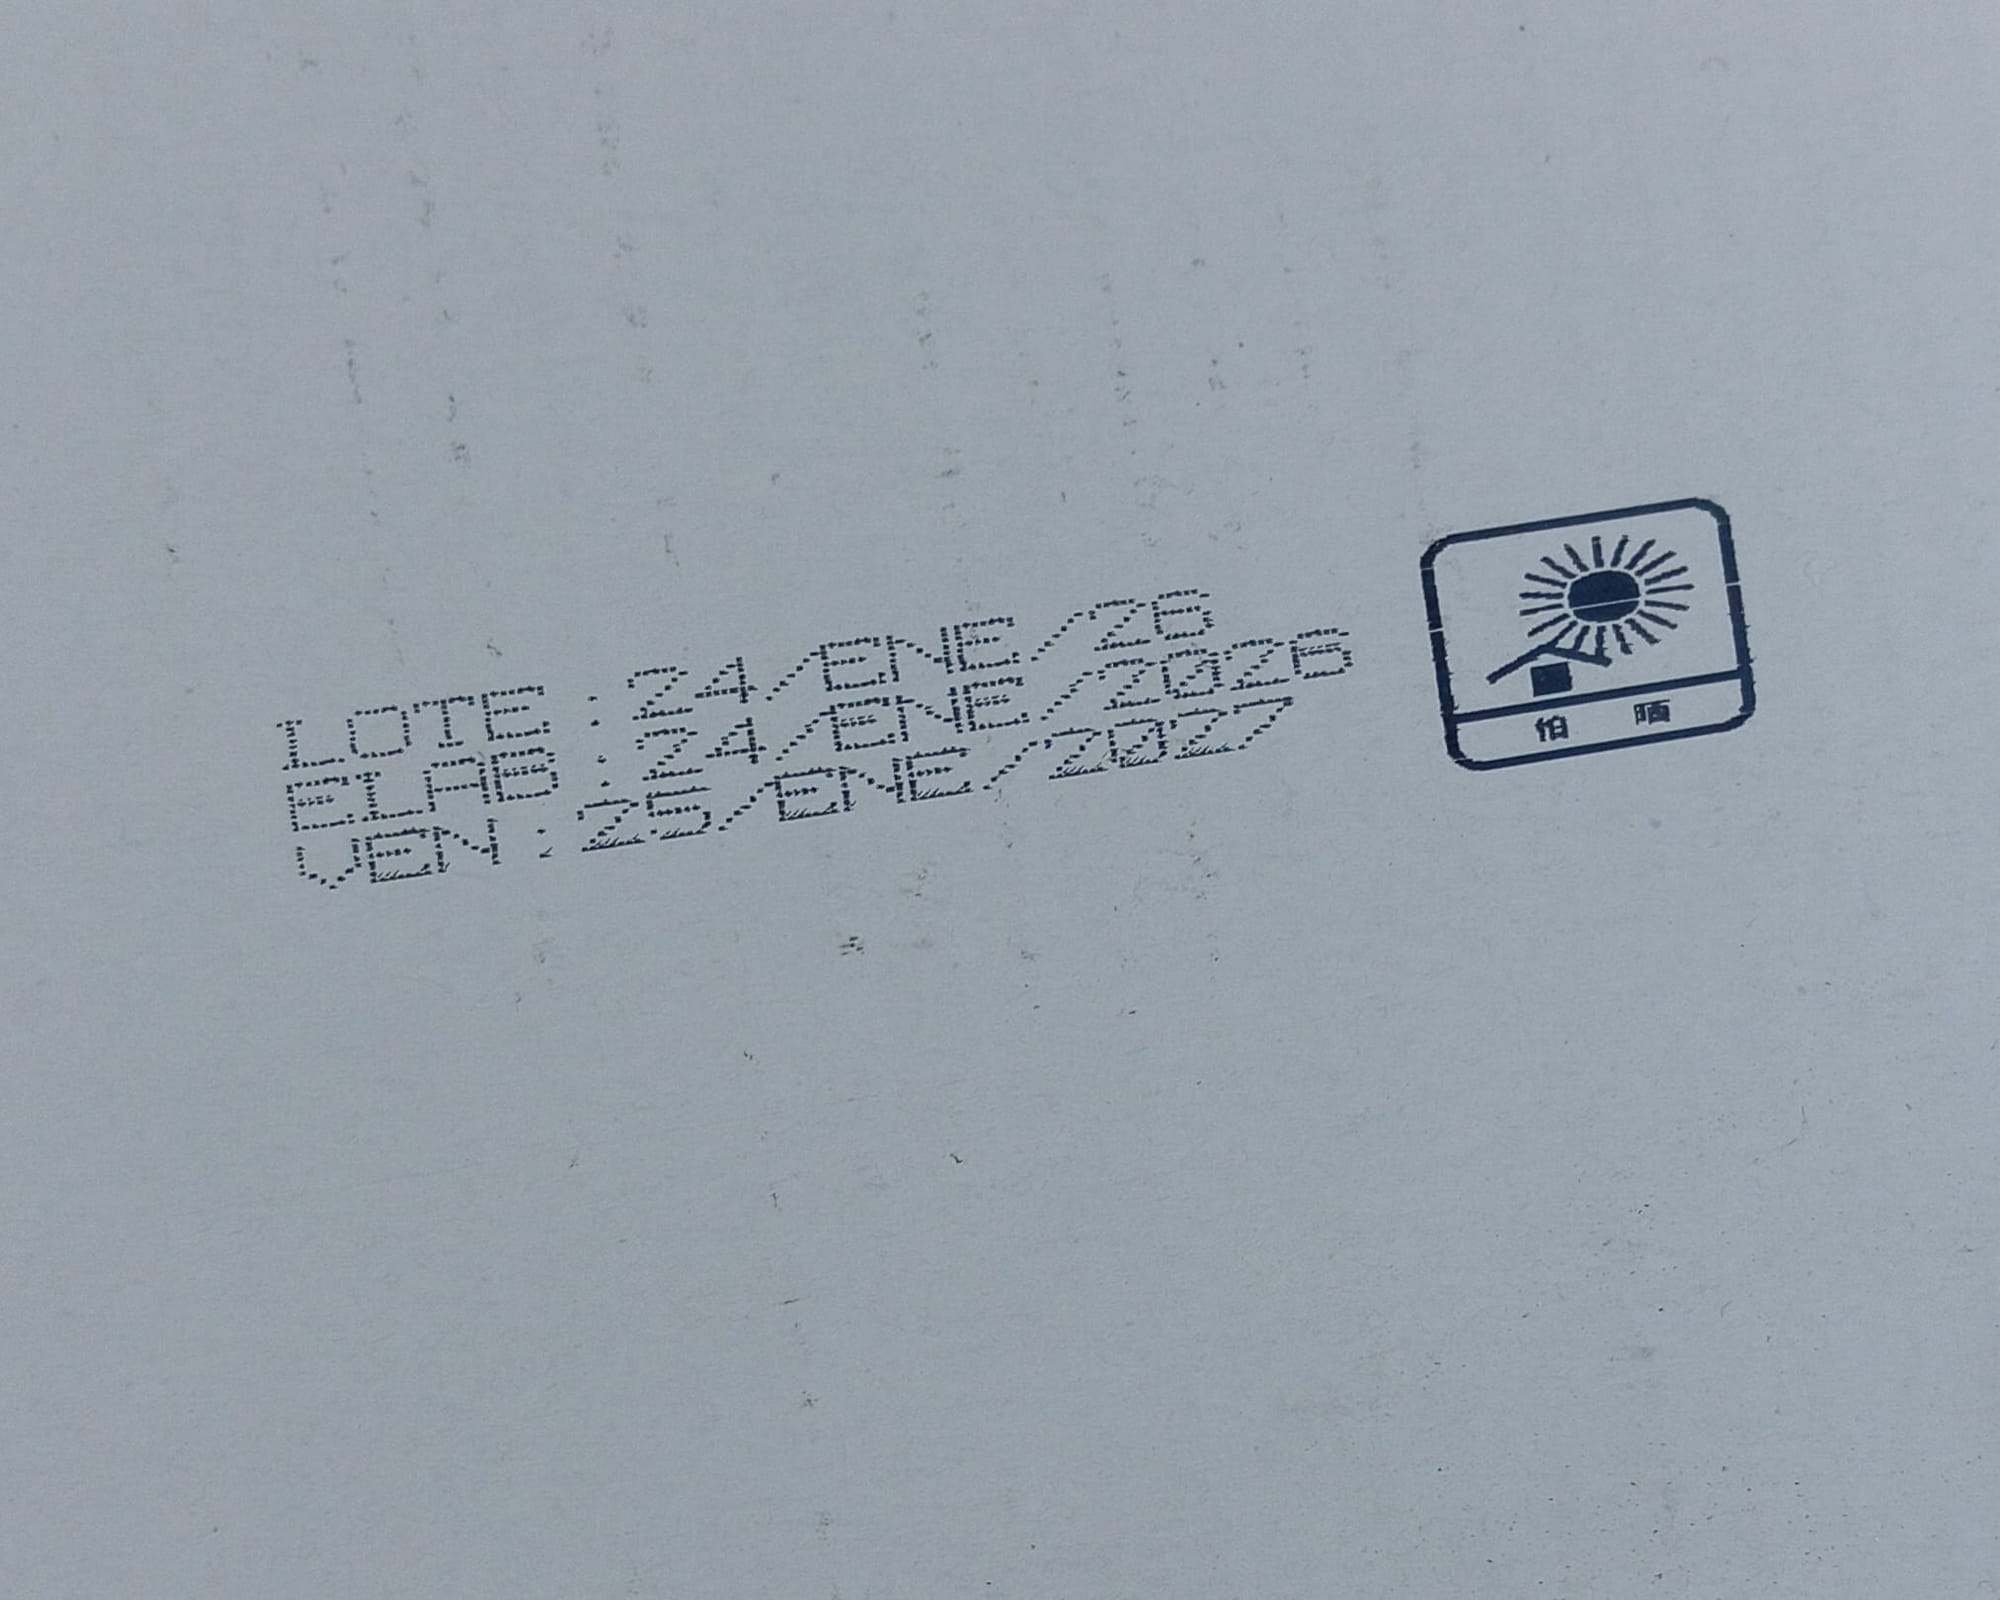 LOTE : 24/ENE/26
ELAB : 24/ENE/2026
VEN : 25/ENE/2027
怕 晒